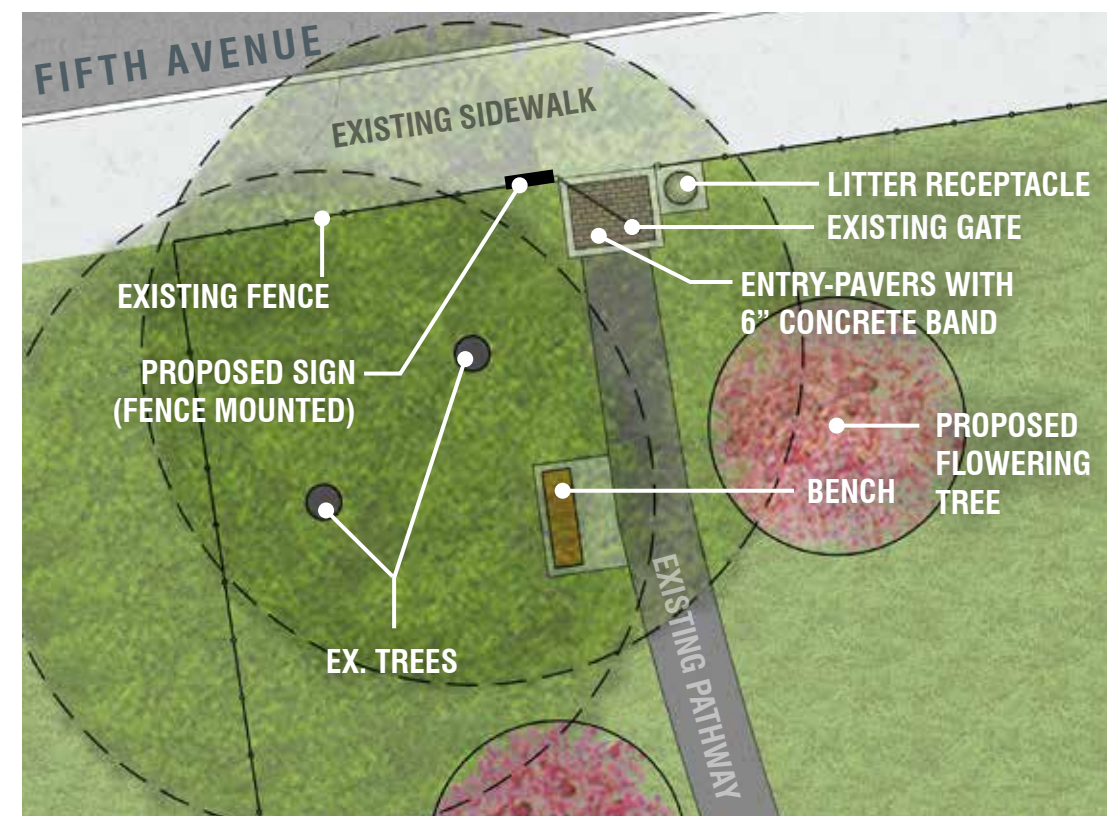 FIFTH AVENUE
EXISTING SIDEWALK
LITTER RECEPTACLE
EXISTING GATE
ENTRY-PAVERS WITH
6” CONCRETE BAND
EXISTING FENCE
PROPOSED SIGN
(FENCE MOUNTED)
PROPOSED
FLOWERING
TREE
BENCH
EX. TREES
EXISTING PATHWAY